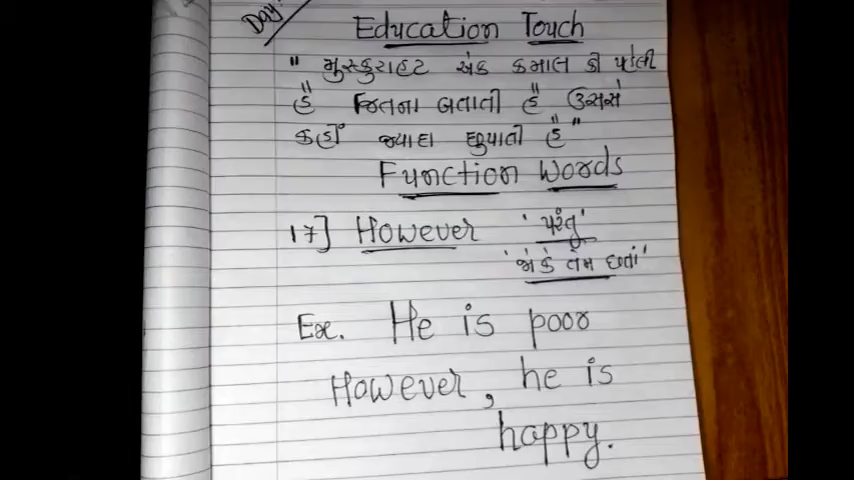 Day:
Education Touch
" મુસ્કુરાહટ એક કમાલ કી પહેલી
હૈ જિતના બતાતી હૈ ઉસસે
કહીં જ્યાદા છુપાતી હૈ "
Function Words
17] However 'પરંતુ'
'જોકે તેમ છતાં'
Ex. He is poor
However, he is
happy.